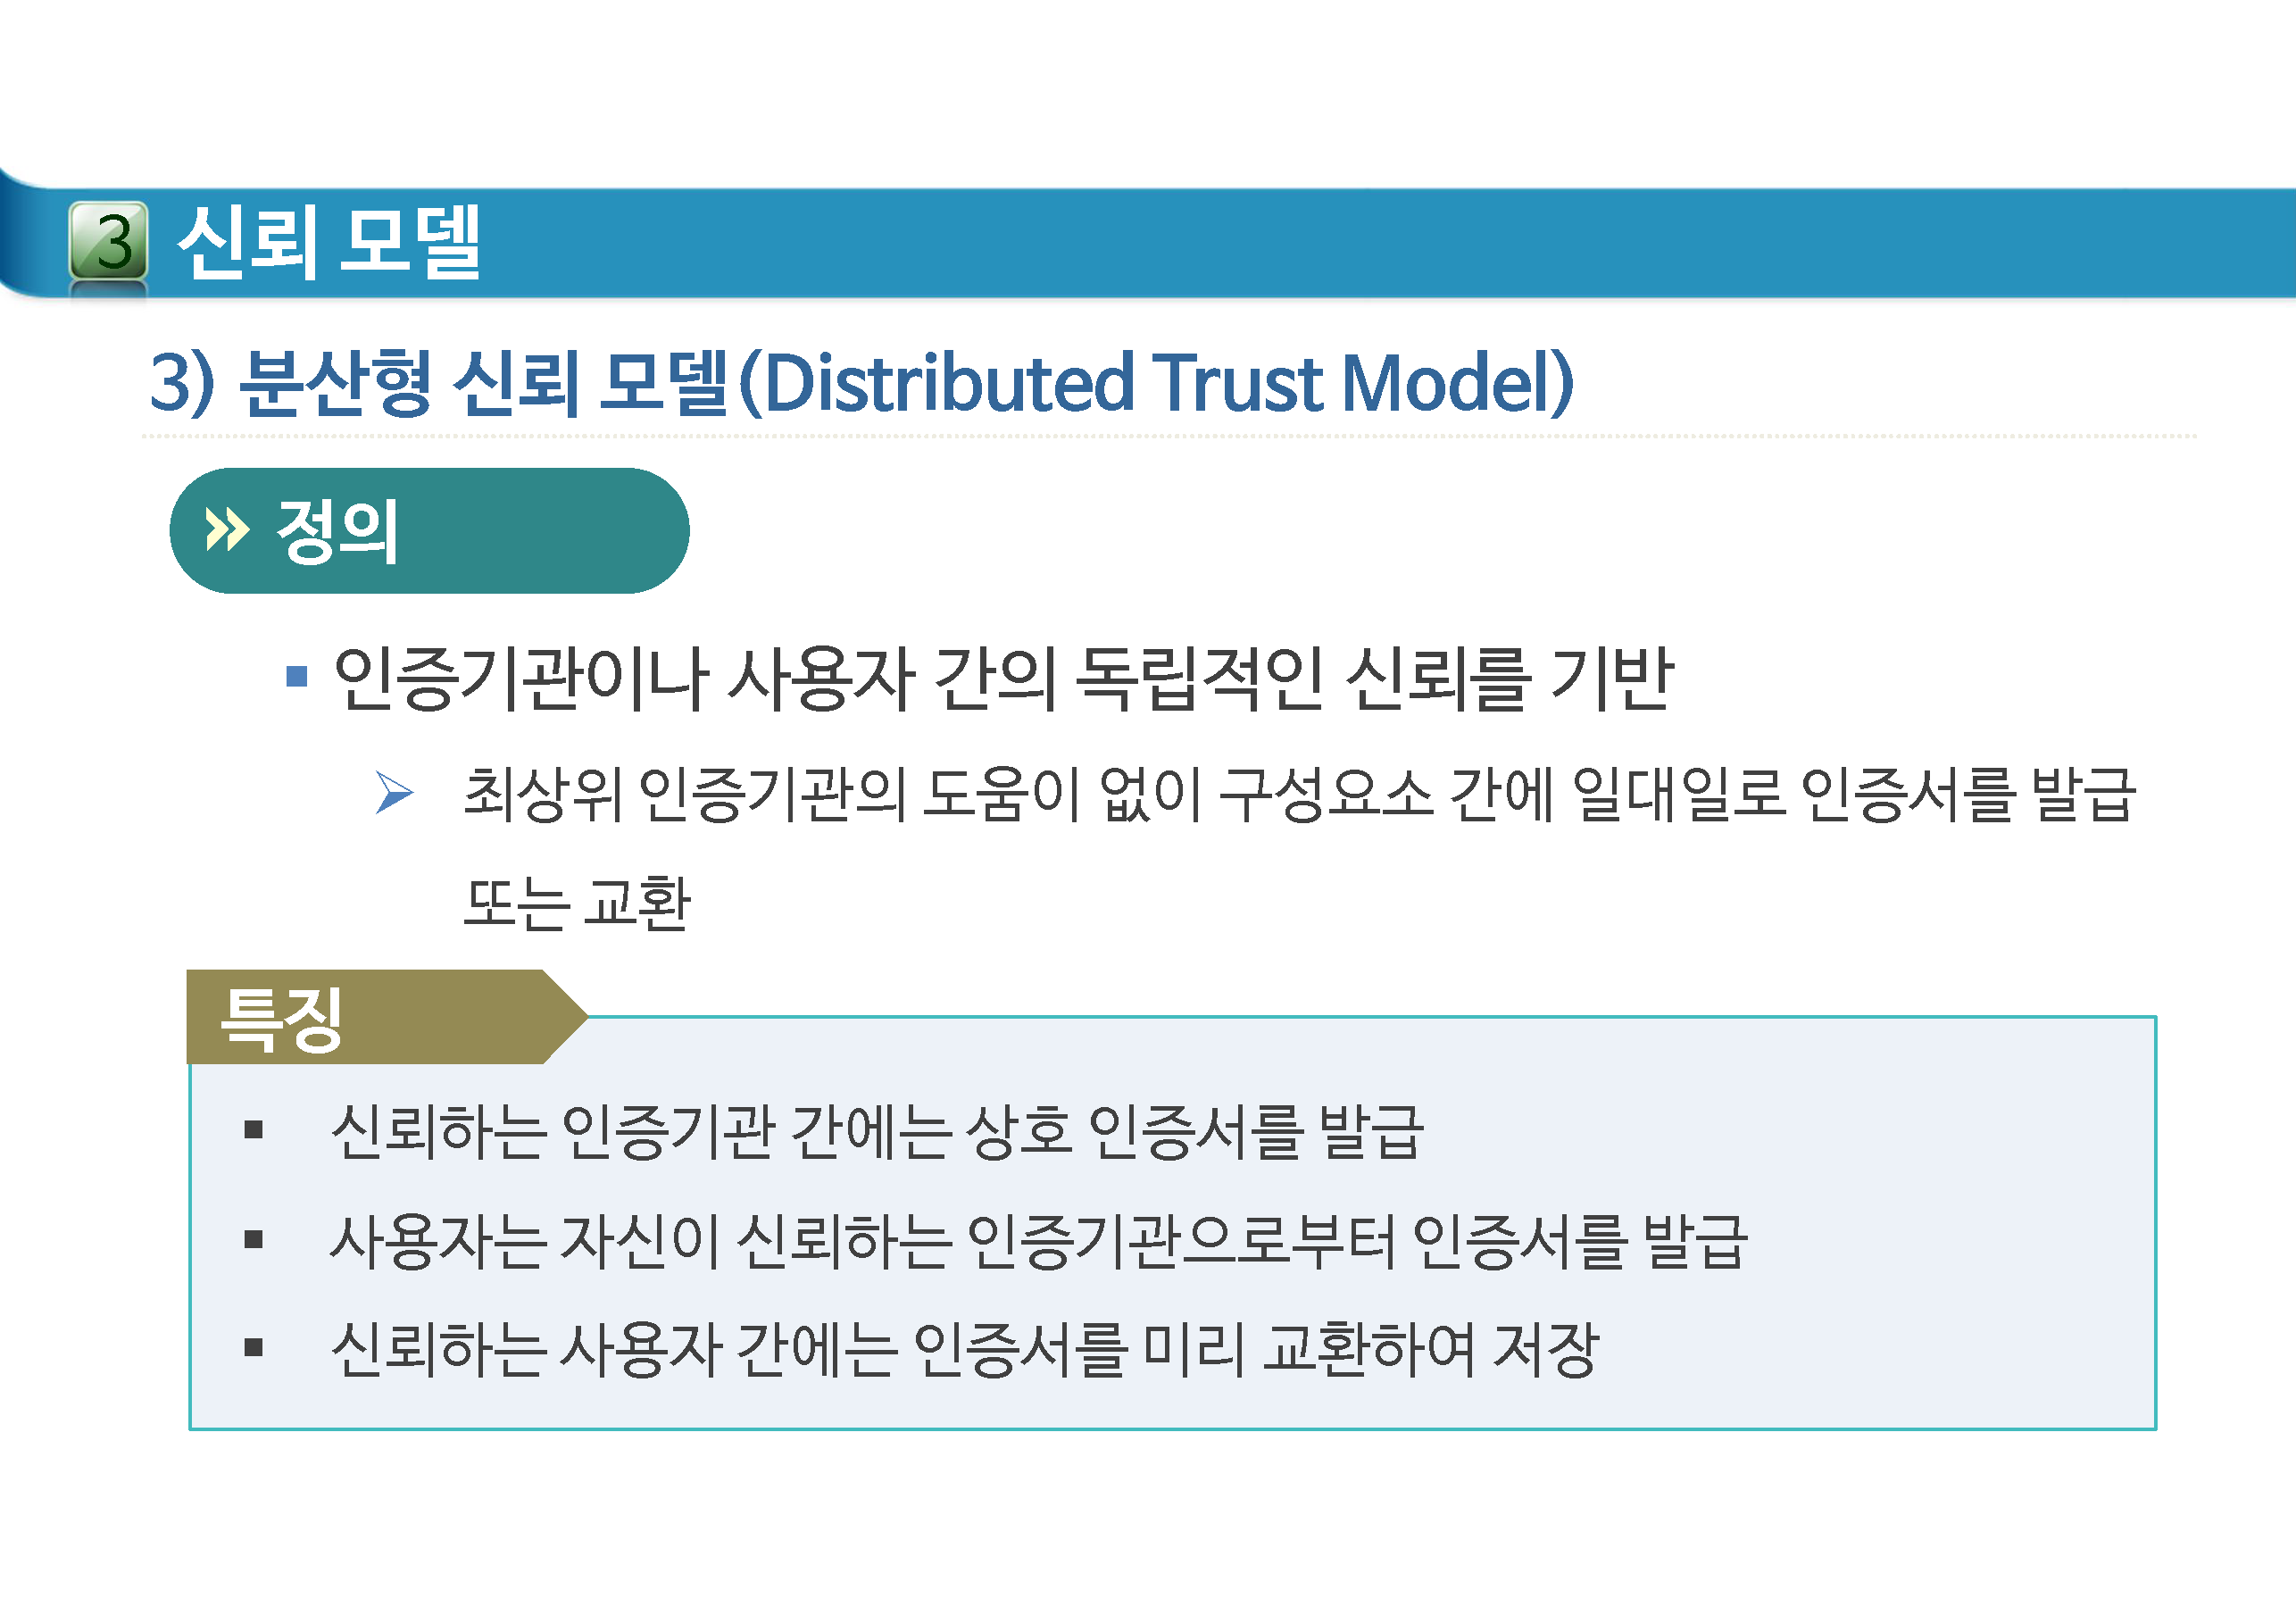 3 신뢰 모델
3) 분산형 신뢰 모델(Distributed Trust Model)
» 정의
▪ 인증기관이나 사용자 간의 독립적인 신뢰를 기반
➢ 최상위 인증기관의 도움이 없이 구성요소 간에 일대일로 인증서를 발급
또는 교환
특징
▪ 신뢰하는 인증기관 간에는 상호 인증서를 발급
▪ 사용자는 자신이 신뢰하는 인증기관으로부터 인증서를 발급
▪ 신뢰하는 사용자 간에는 인증서를 미리 교환하여 저장